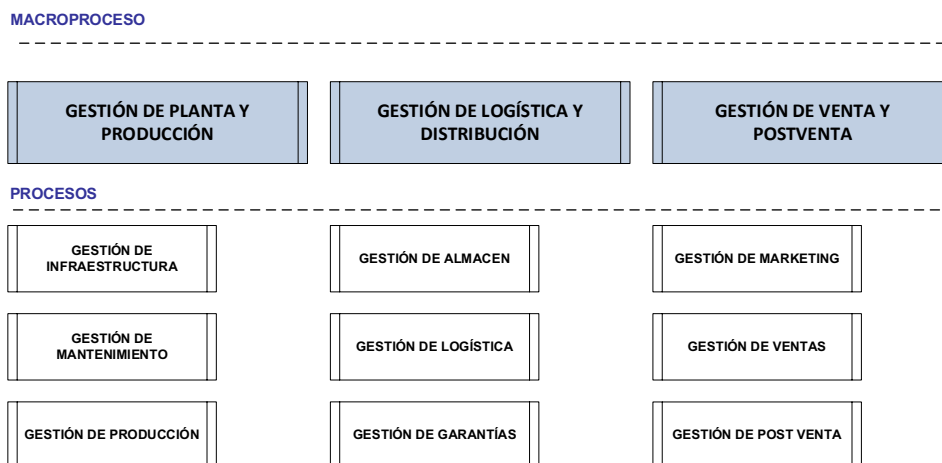 MACROPROCESO
GESTIÓN DE PLANTA Y
PRODUCCIÓN
GESTIÓN DE LOGÍSTICA Y
DISTRIBUCIÓN
GESTIÓN DE VENTA Y
POSTVENTA
PROCESOS
GESTIÓN DE
INFRAESTRUCTURA
GESTIÓN DE ALMACEN
GESTIÓN DE MARKETING
GESTIÓN DE
MANTENIMIENTO
GESTIÓN DE LOGÍSTICA
GESTIÓN DE VENTAS
GESTIÓN DE PRODUCCIÓN
GESTIÓN DE GARANTÍAS
GESTIÓN DE POST VENTA